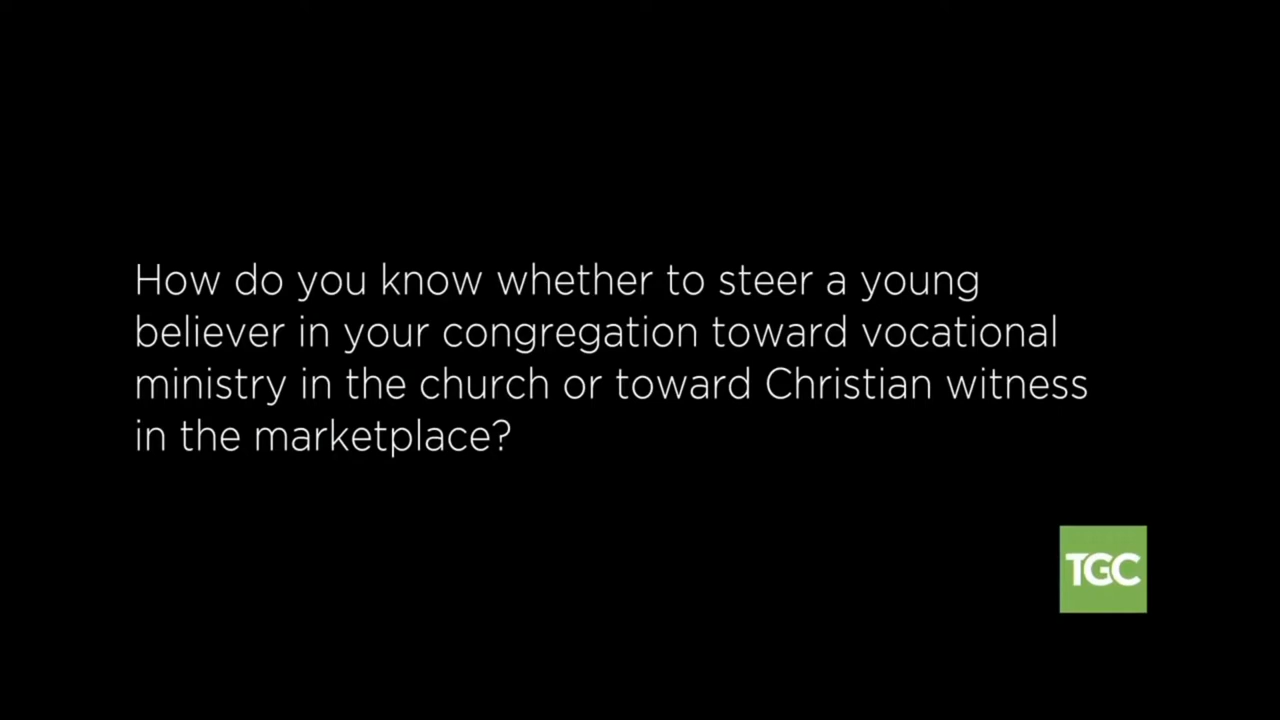 How do you know whether to steer a young
believer in your congregation toward vocational
ministry in the church or toward Christian witness
in the marketplace?
TGC